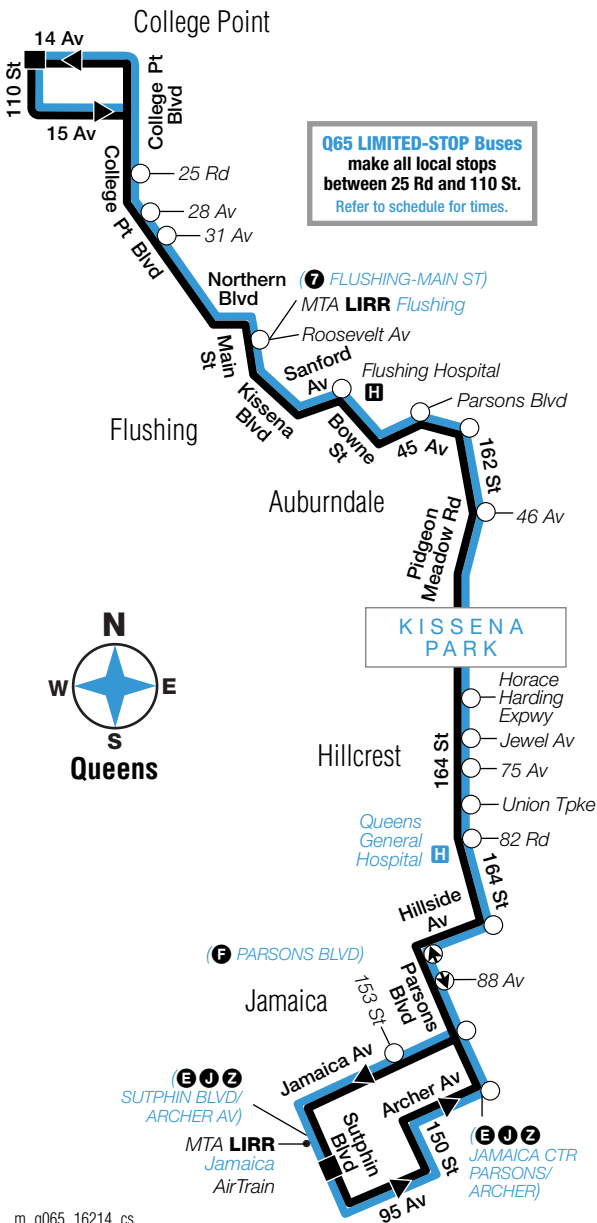 College Point
14 Av
110 St
15 Av
College Pt
Blvd
Q65 LIMITED-STOP Buses
make all local stops
between 25 Rd and 110 St.
Refer to schedule for times.
25 Rd
College
Pt Blvd
28 Av
31 Av
Northern
Blvd
(7 FLUSHING-MAIN ST)
MTA LIRR Flushing
Roosevelt Av
Main
St
Sanford
Av
Flushing Hospital
H
Kissena
Blvd
Parsons Blvd
Flushing
Bowne
St
45 Av
162 St
Auburndale
46 Av
Pidgeon
Meadow Rd
KISSENA
PARK
N
W
E
S
Queens
Horace
Harding
Expwy
Jewel Av
Hillcrest
164 St
75 Av
Union Tpke
Queens
General
Hospital H
82 Rd
164 St
Hillside
Av
(F PARSONS BLVD)
Parsons
Blvd
88 Av
Jamaica
153 St
Jamaica Av
(E J Z
SUTPHIN BLVD/
ARCHER AV)
Archer Av
MTA LIRR
Jamaica
AirTrain
Sutphin
Blvd
150 St
(E J Z
JAMAICA CTR
PARSONS/
ARCHER)
95 Av
m_q065_16214_cs